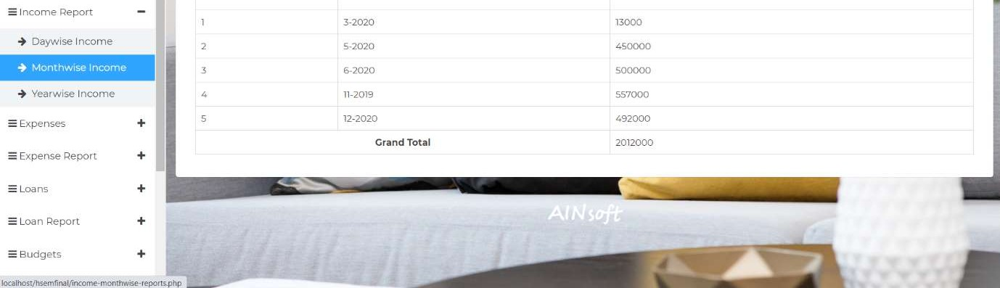 Income Report
Daywise Income
Monthwise Income
Yearwise Income
Expenses
Expense Report
Loans
Loan Report
Budgets
localhost/hsemfinal/income-monthwise-reports.php
1 3-2020 13000
2 5-2020 450000
3 6-2020 500000
4 11-2019 557000
5 12-2020 492000
Grand Total 2012000
AINsoft